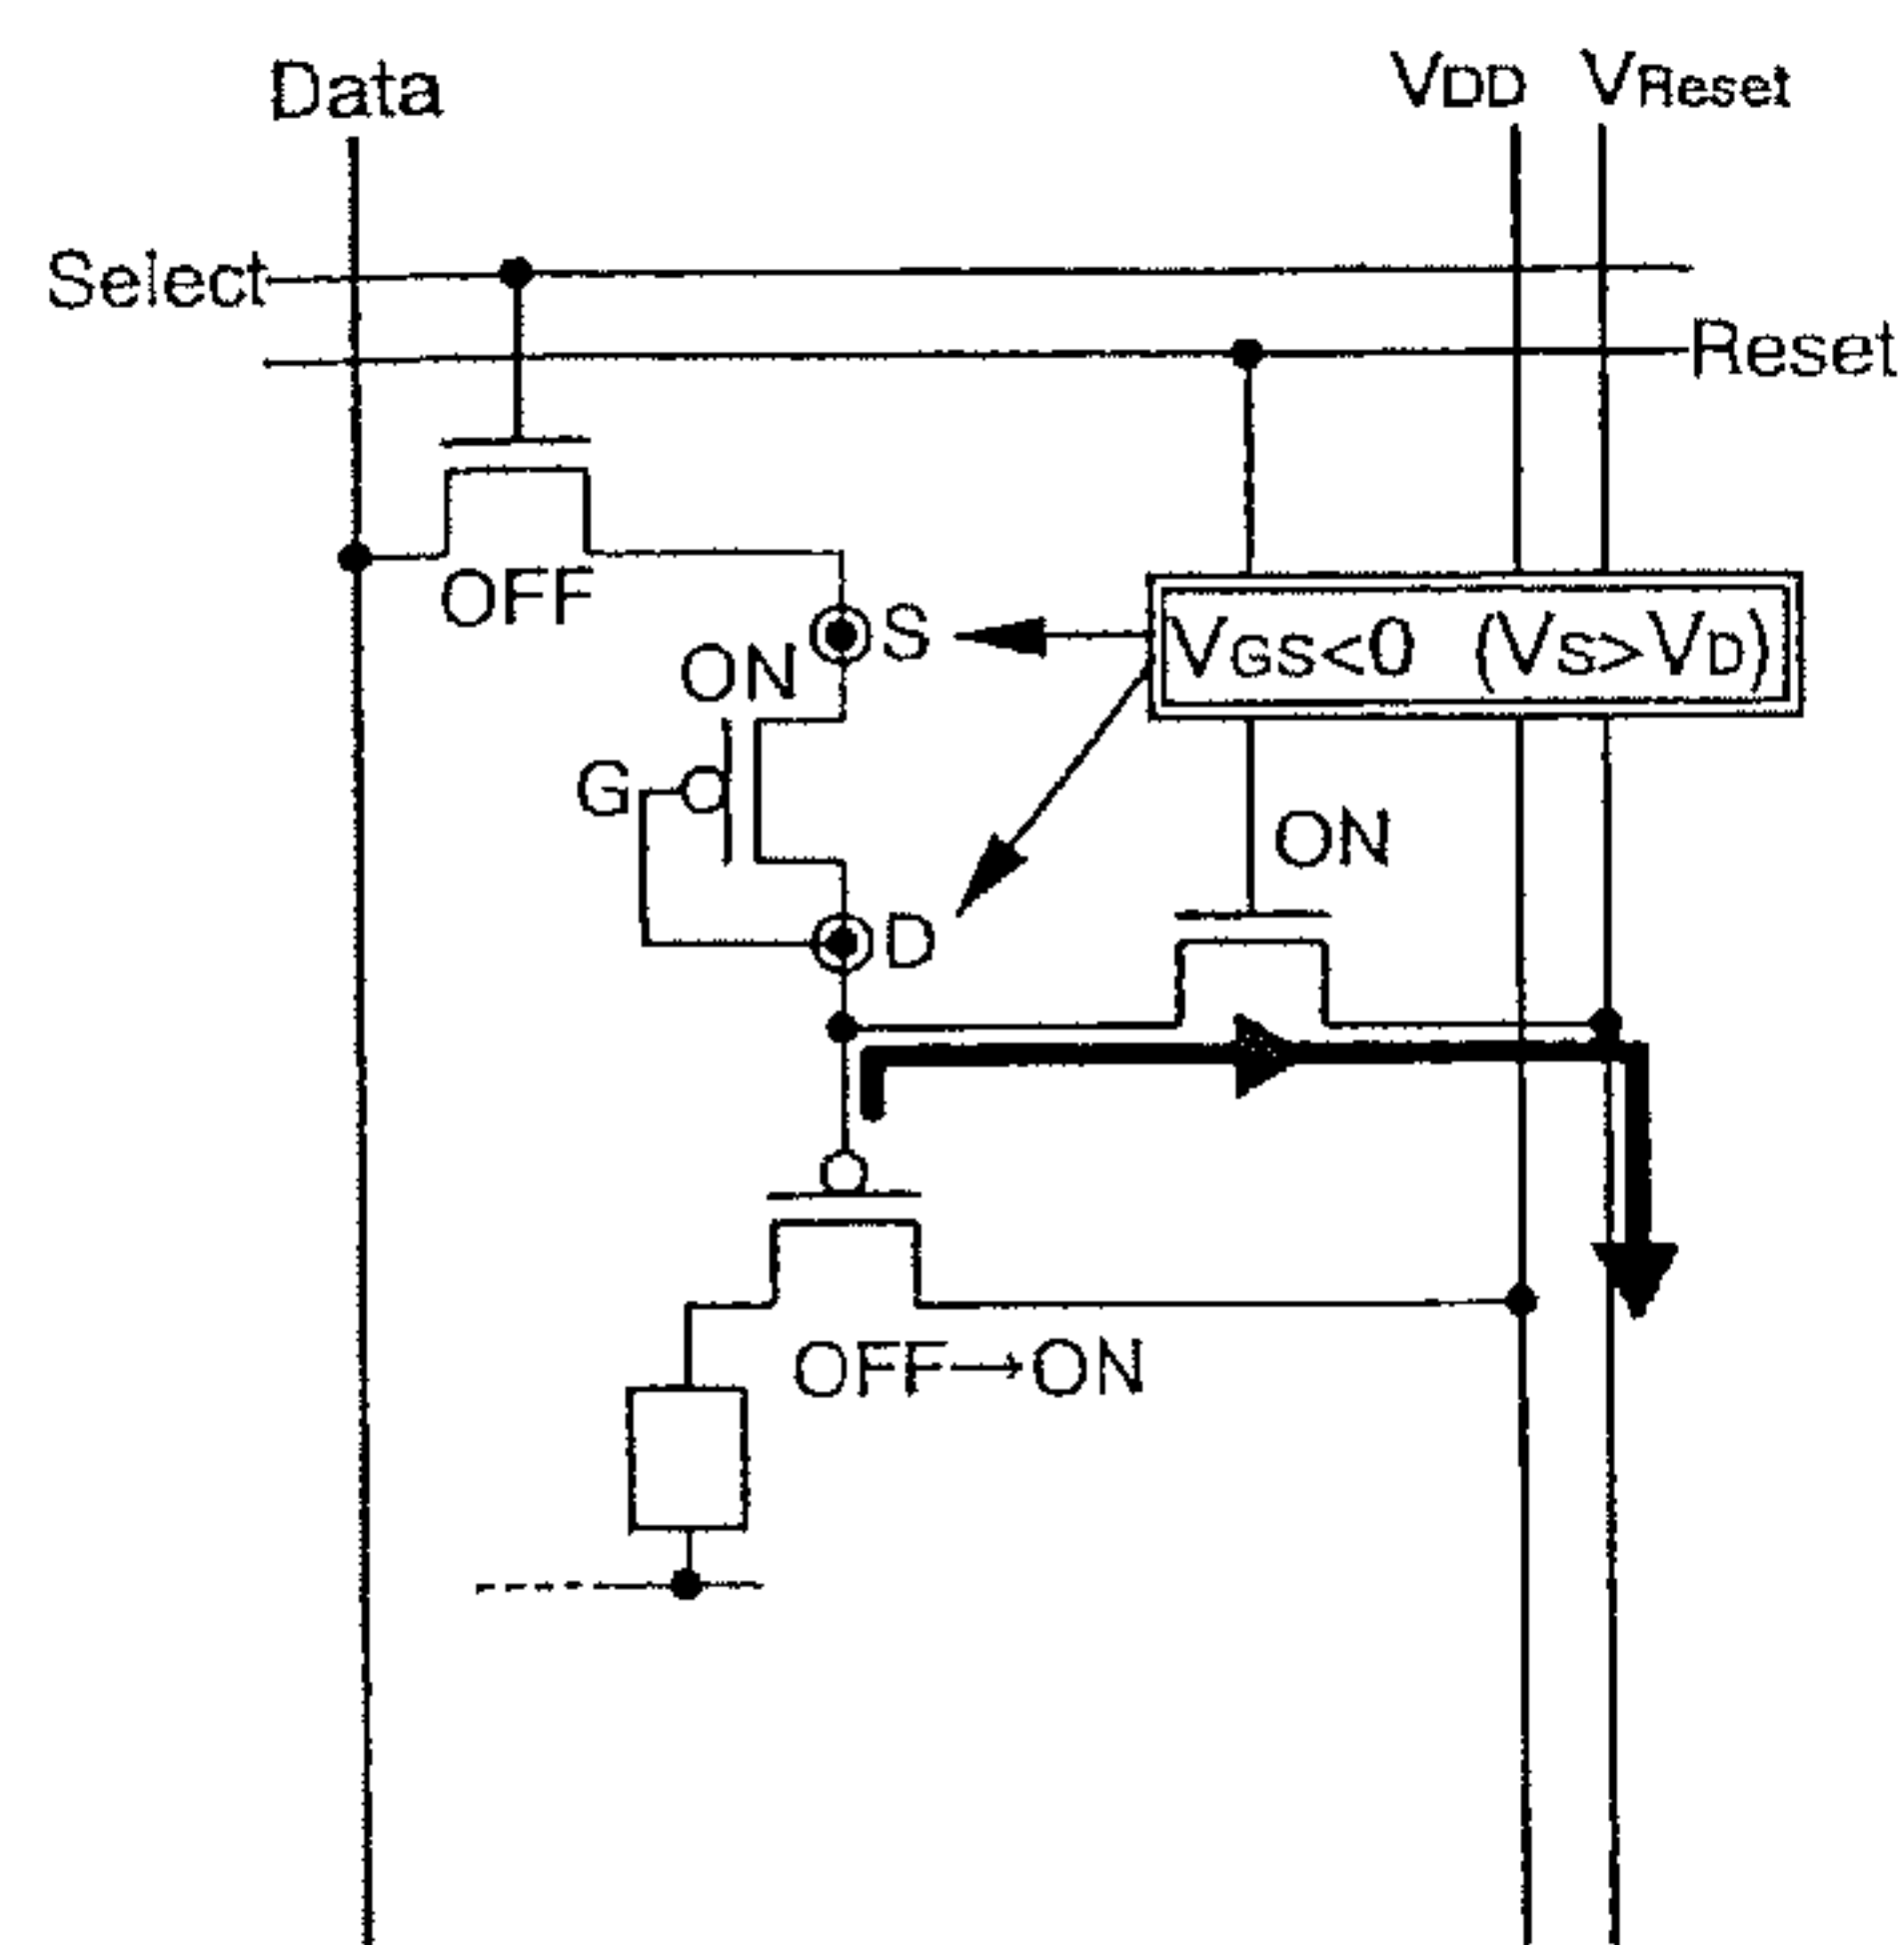 Data
VDD VReset
Select
Reset
OFF
S
VGS<0 (VS>VD)
ON
G
ON
D
OFF→ON